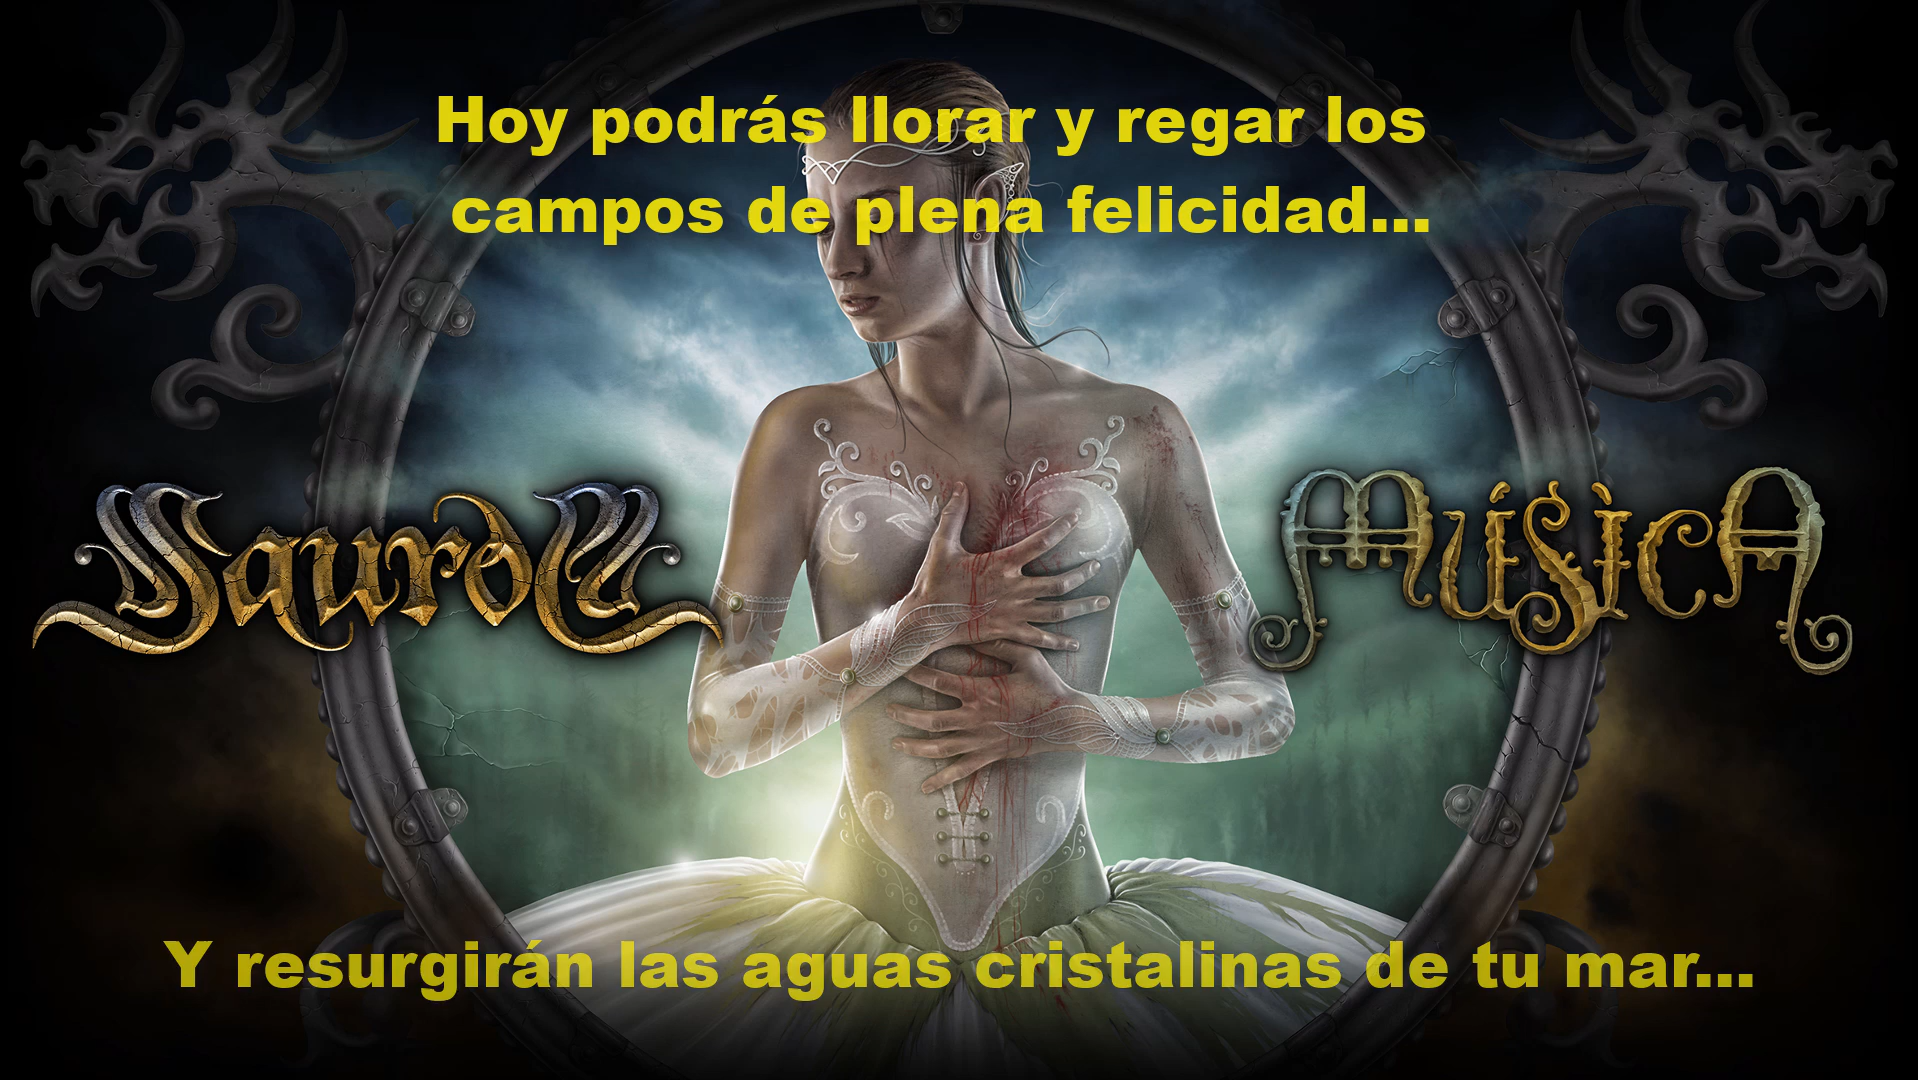 Hoy podrás llorar y regar los
campos de plena felicidad...
Saurom
Música
Y resurgirán las aguas cristalinas de tu mar...